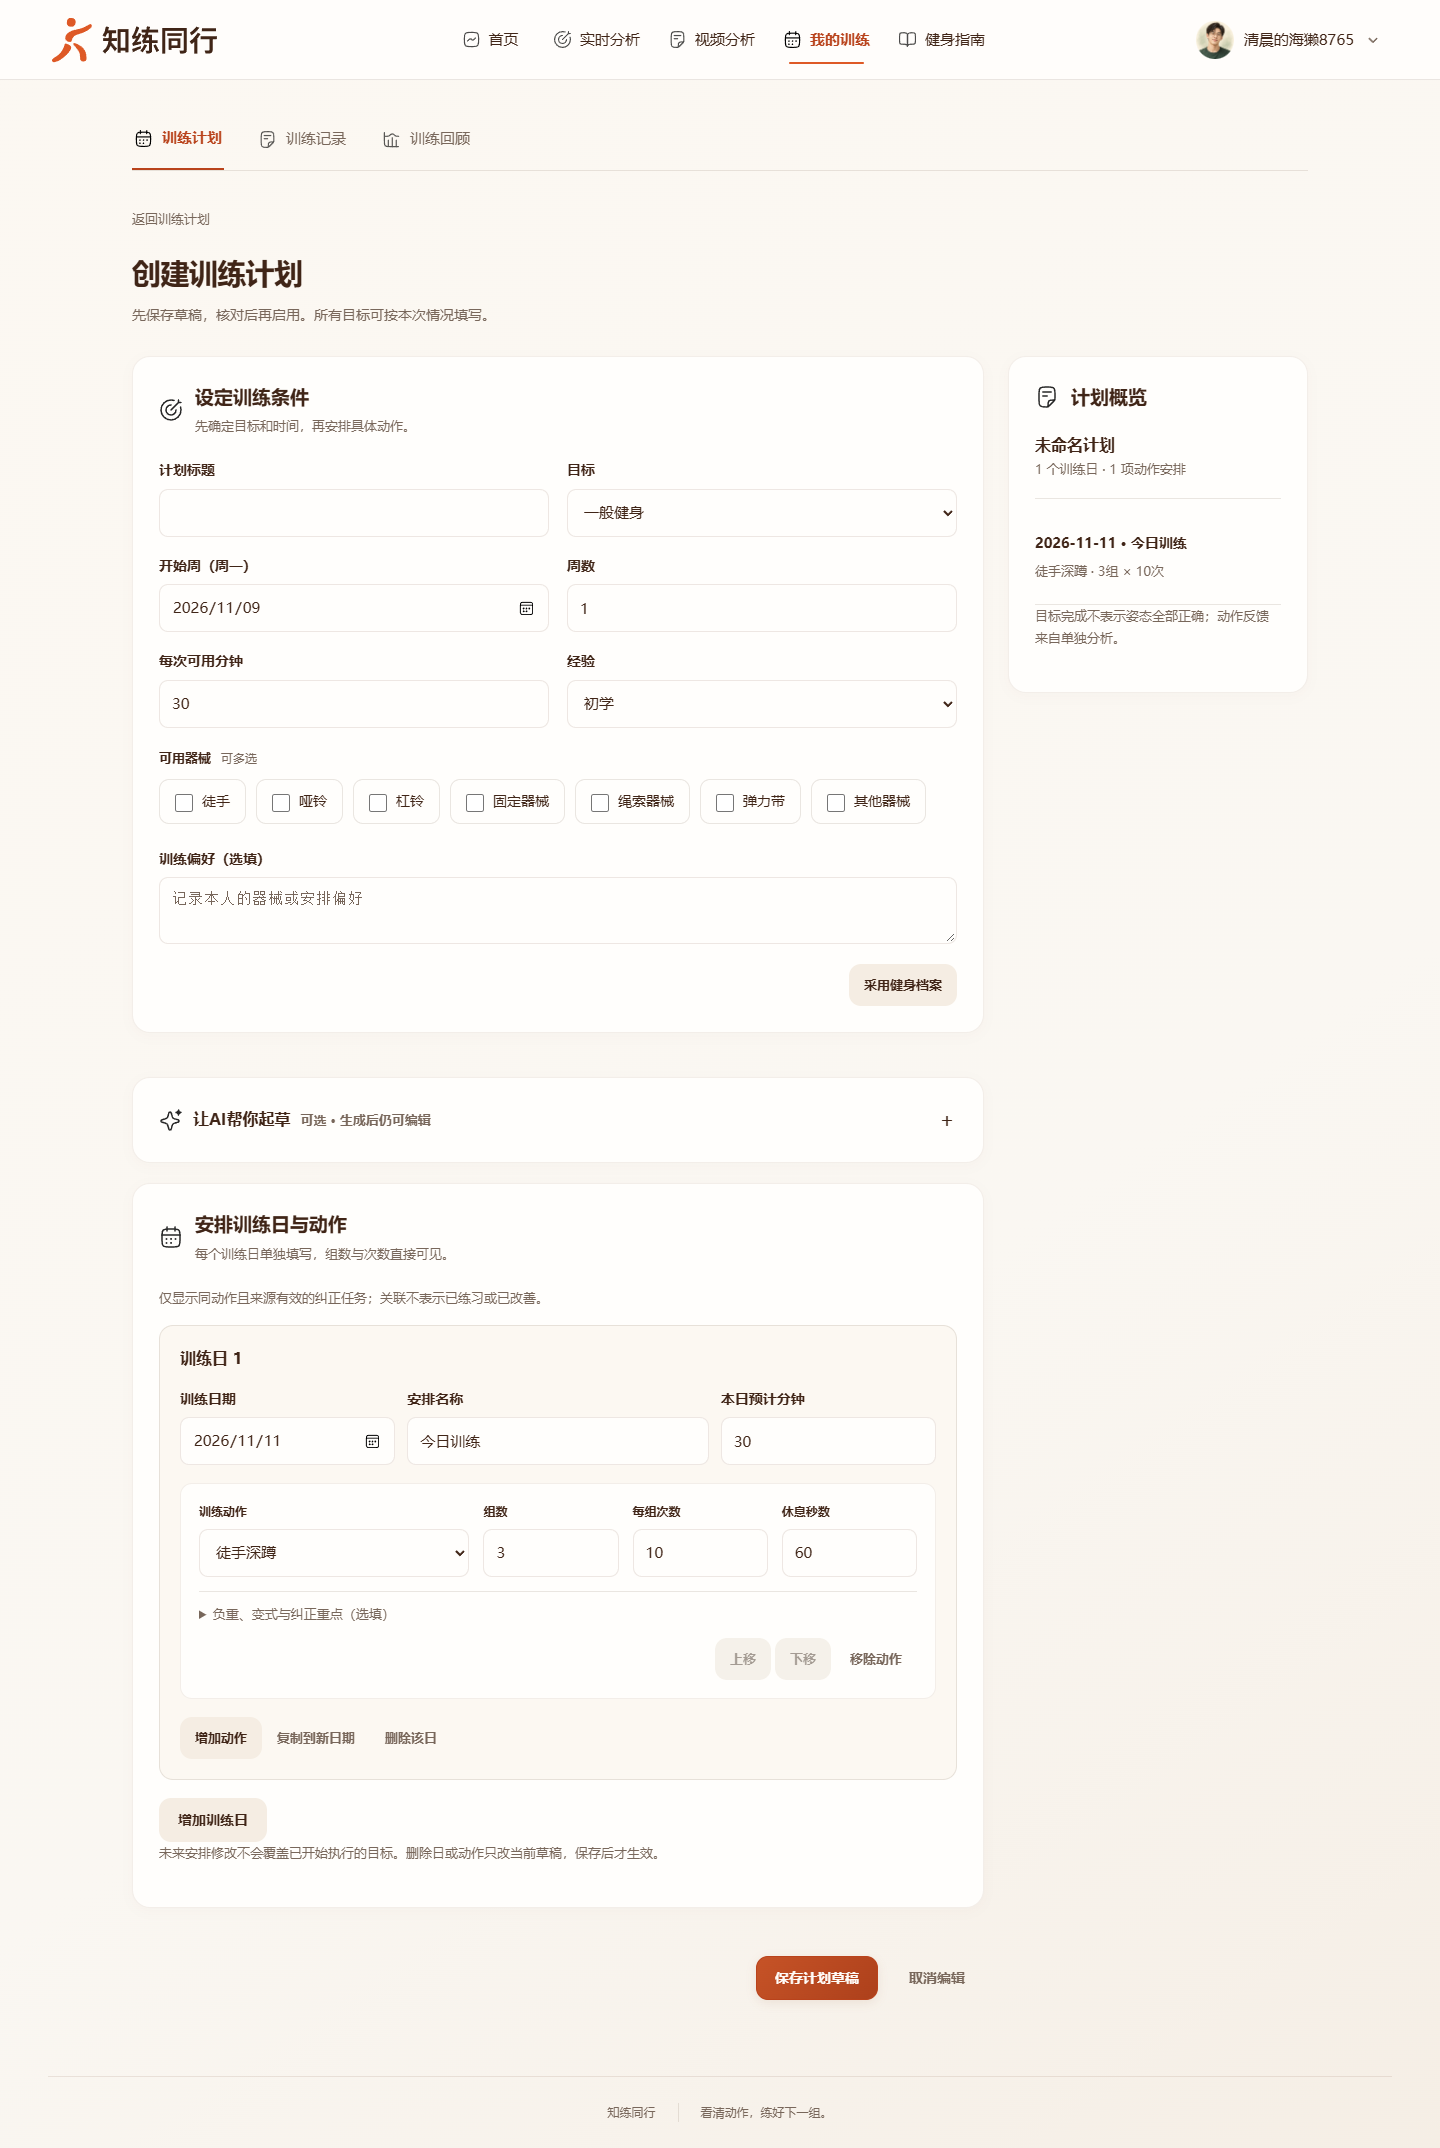 知练同行
首页
实时分析
视频分析
我的训练
健身指南
清晨的海獭8765
训练计划
训练记录
训练回顾
返回训练计划
创建训练计划
先保存草稿，核对后再启用。所有目标可按本次情况填写。
设定训练条件
先确定目标和时间，再安排具体动作。
计划标题
目标
一般健身
开始周（周一）
周数
2026/11/09
1
每次可用分钟
经验
30
初学
可用器械 可多选
徒手
哑铃
杠铃
固定器械
绳索器械
弹力带
其他器械
训练偏好（选填）
记录本人的器械或安排偏好
采用健身档案
计划概览
未命名计划
1 个训练日 · 1 项动作安排
2026-11-11 • 今日训练
徒手深蹲 · 3组 × 10次
目标完成不表示姿态全部正确；动作反馈
来自单独分析。
让AI帮你起草 可选 • 生成后仍可编辑
+
安排训练日与动作
每个训练日单独填写，组数与次数直接可见。
仅显示同动作且来源有效的纠正任务；关联不表示已练习或已改善。
训练日 1
训练日期
安排名称
本日预计分钟
2026/11/11
今日训练
30
训练动作
组数
每组次数
休息秒数
徒手深蹲
3
10
60
负重、变式与纠正重点（选填）
上移
下移
移除动作
增加动作
复制到新日期
删除该日
增加训练日
未来安排修改不会覆盖已开始执行的目标。删除日或动作只改当前草稿，保存后才生效。
保存计划草稿
取消编辑
知练同行
看清动作，练好下一组。